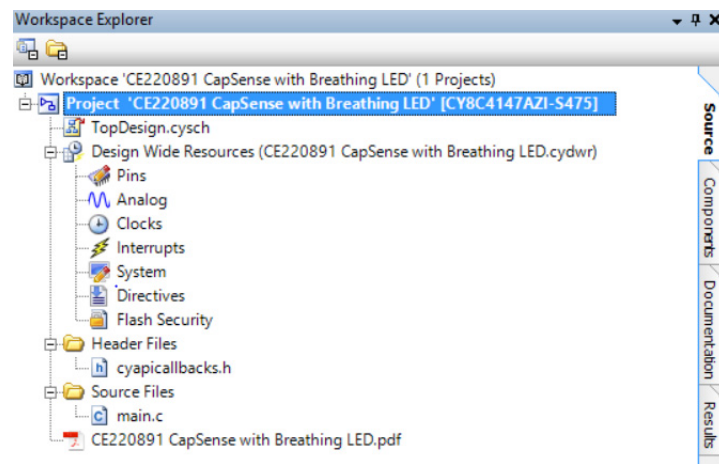 Workspace Explorer
Workspace 'CE220891 CapSense with Breathing LED' (1 Projects)
Project 'CE220891 CapSense with Breathing LED' [CY8C4147AZI-S475]
TopDesign.cysch
Design Wide Resources (CE220891 CapSense with Breathing LED.cydwr)
Pins
Analog
Clocks
Interrupts
System
Directives
Flash Security
Header Files
h cyapicallbacks.h
Source Files
c main.c
CE220891 CapSense with Breathing LED.pdf
Source
Components
Documentation
Results